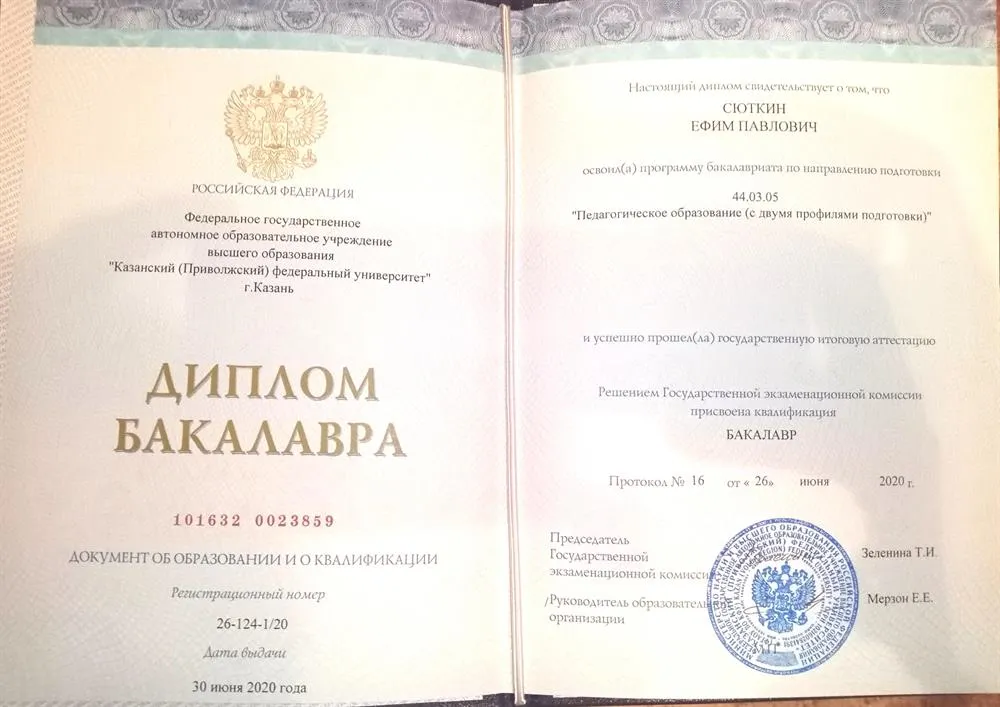 РОССИЙСКАЯ ФЕДЕРАЦИЯ
Федеральное государственное
автономное образовательное учреждение
высшего образования
"Казанский (Приволжский) федеральный университет"
г.Казань
ДИПЛОМ
БАКАЛАВРА
101632 0023859
ДОКУМЕНТ ОБ ОБРАЗОВАНИИ И О КВАЛИФИКАЦИИ
Регистрационный номер
26-124-1/20
Дата выдачи
30 июня 2020 года
Настоящий диплом свидетельствует о том, что
СЮТКИН
ЕФИМ ПАВЛОВИЧ
освоил(а) программу бакалавриата по направлению подготовки
44.03.05
"Педагогическое образование (с двумя профилями подготовки)"
и успешно прошел(ла) государственную итоговую аттестацию
Решением Государственной экзаменационной комиссии
присвоена квалификация
БАКАЛАВР
Протокол № 16 от « 26» июня 2020 г.
Председатель
Государственной
экзаменационной комиссии
Зеленина Т.И.
/Руководитель образовательной
организации
Мерзон Е.Е.